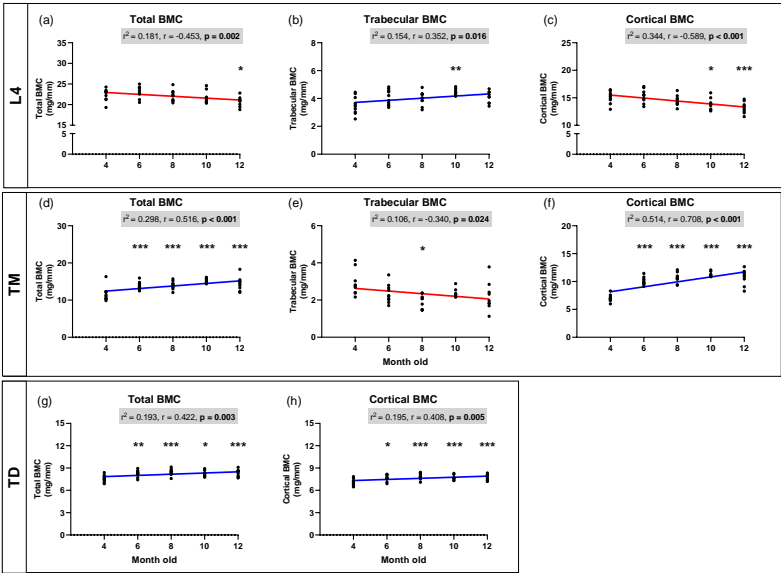 L4
(a)
Total BMC
r² = 0.181, r = -0.453, p = 0.002
*
Total BMC
(mg/mm)
25
20
15
10
5
0
35
30
25
20
15
5
0
4 6 8 10 12
(b)
Trabecular BMC
r² = 0.154, r = 0.352, p = 0.016
**
Trabecular BMC
(mg/mm)
8
6
4
2
0
4 6 8 10 12
(c)
Cortical BMC
r² = 0.344, r = -0.589, p < 0.001
* ***
Cortical BMC
(mg/mm)
25
20
15
10
5
0
4 6 8 10 12
TM
(d)
Total BMC
r² = 0.298, r = 0.516, p < 0.001
*** *** *** ***
Total BMC
(mg/mm)
30
20
10
0
4 6 8 10 12
(e)
Trabecular BMC
r² = 0.106, r = -0.340, p = 0.024
*
Trabecular BMC
(mg/mm)
6
4
2
0
4 6 8 10 12
Month old
(f)
Cortical BMC
r² = 0.514, r = 0.708, p < 0.001
*** *** *** ***
Cortical BMC
(mg/mm)
20
15
10
5
0
4 6 8 10 12
TD
(g)
Total BMC
r² = 0.193, r = 0.422, p = 0.003
** *** * ***
Total BMC
(mg/mm)
15
12
9
6
3
0
4 6 8 10 12
Month old
(h)
Cortical BMC
r² = 0.195, r = 0.408, p = 0.005
* *** *** ***
Cortical BMC
(mg/mm)
15
12
9
6
3
0
4 6 8 10 12
Month old